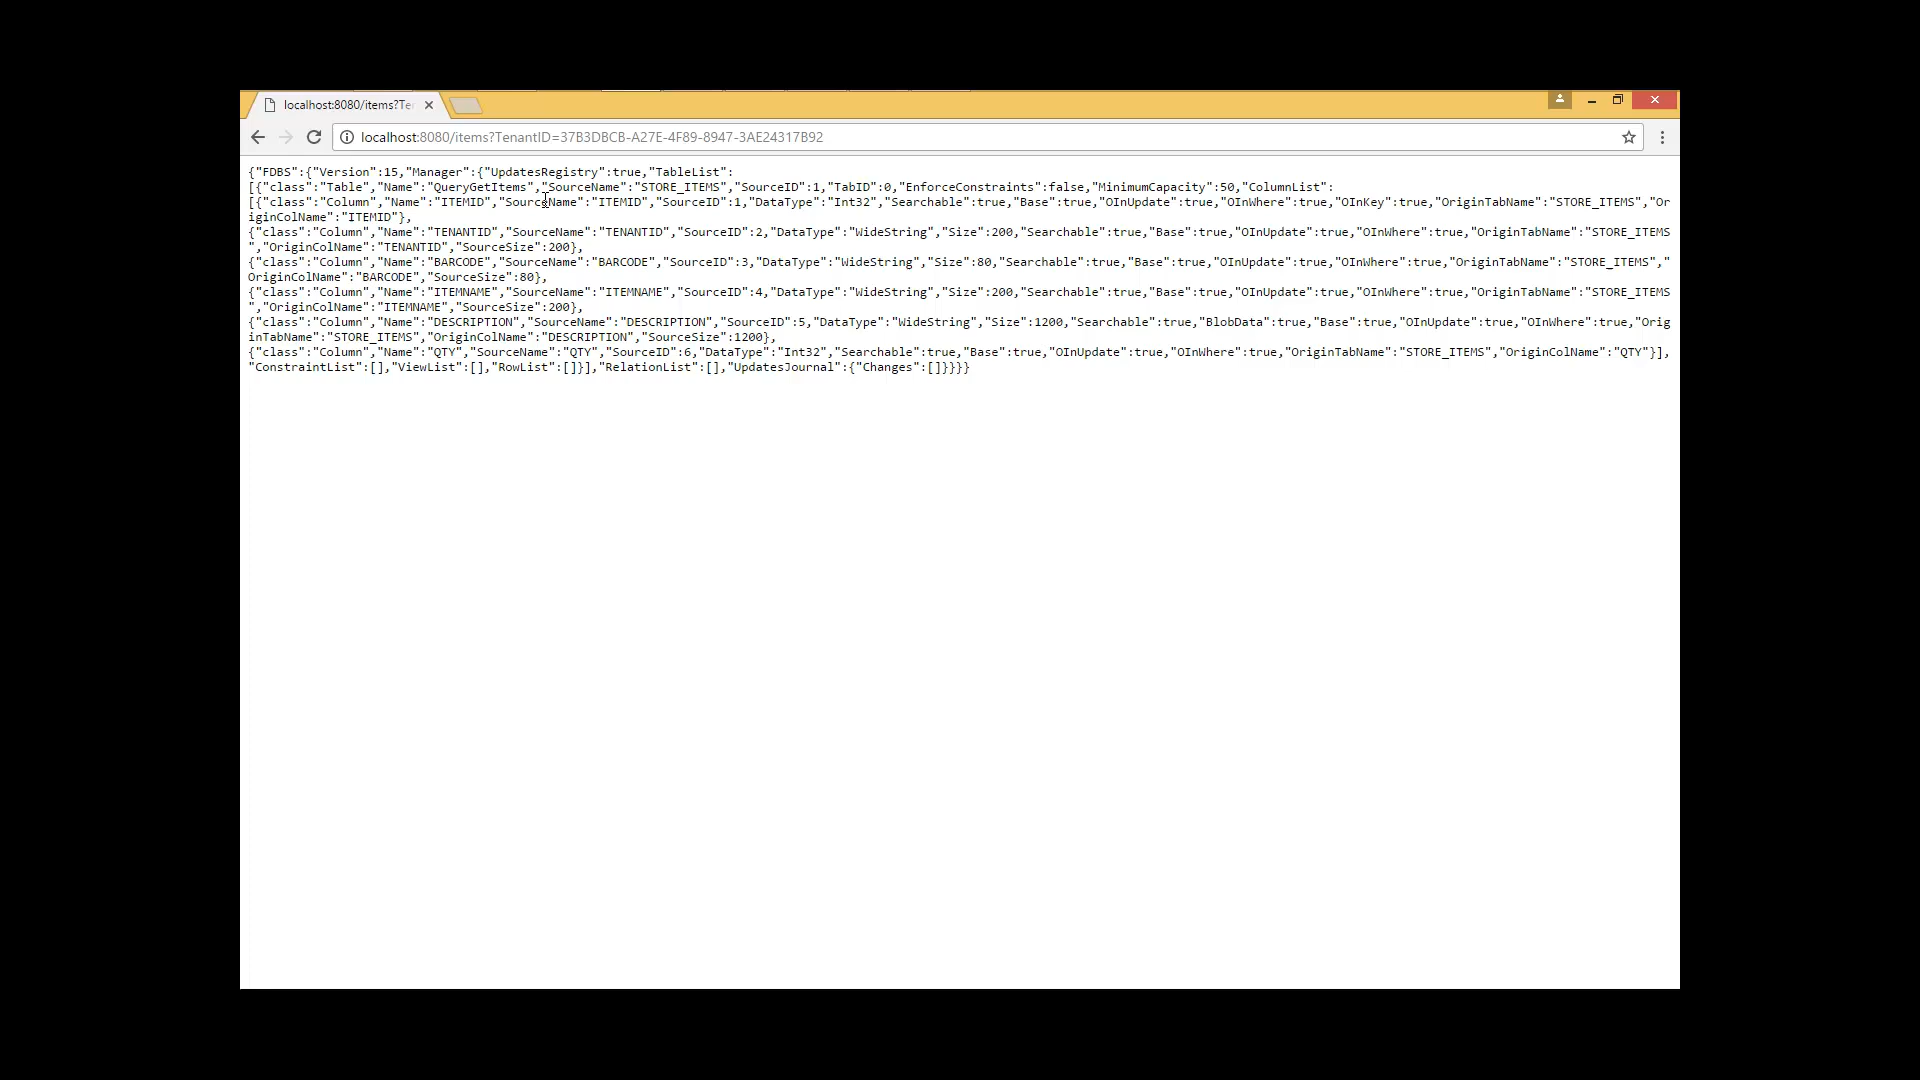 localhost:8080/items?Te
localhost:8080/items?TenantID=37B3DBCB-A27E-4F89-8947-3AE24317B92
{"FDBS":{"Version":15,"Manager":{"UpdatesRegistry":true,"TableList":
[{"class":"Table","Name":"QueryGetItems","SourceName":"STORE_ITEMS","SourceID":1,"TabID":0,"EnforceConstraints":false,"MinimumCapacity":50,"ColumnList":
[{"class":"Column","Name":"ITEMID","SourceName":"ITEMID","SourceID":1,"DataType":"Int32","Searchable":true,"Base":true,"OInUpdate":true,"OInWhere":true,"OInKey":true,"OriginTabName":"STORE_ITEMS","Or
iginColName":"ITEMID"},
{"class":"Column","Name":"TENANTID","SourceName":"TENANTID","SourceID":2,"DataType":"WideString","Size":200,"Searchable":true,"Base":true,"OInUpdate":true,"OInWhere":true,"OriginTabName":"STORE_ITEMS
","OriginColName":"TENANTID","SourceSize":200},
{"class":"Column","Name":"BARCODE","SourceName":"BARCODE","SourceID":3,"DataType":"WideString","Size":80,"Searchable":true,"Base":true,"OInUpdate":true,"OInWhere":true,"OriginTabName":"STORE_ITEMS","
OriginColName":"BARCODE","SourceSize":80},
{"class":"Column","Name":"ITEMNAME","SourceName":"ITEMNAME","SourceID":4,"DataType":"WideString","Size":200,"Searchable":true,"Base":true,"OInUpdate":true,"OInWhere":true,"OriginTabName":"STORE_ITEMS
","OriginColName":"ITEMNAME","SourceSize":200},
{"class":"Column","Name":"DESCRIPTION","SourceName":"DESCRIPTION","SourceID":5,"DataType":"WideString","Size":1200,"Searchable":true,"BlobData":true,"Base":true,"OInUpdate":true,"OInWhere":true,"Orig
inTabName":"STORE_ITEMS","OriginColName":"DESCRIPTION","SourceSize":1200},
{"class":"Column","Name":"QTY","SourceName":"QTY","SourceID":6,"DataType":"Int32","Searchable":true,"Base":true,"OInUpdate":true,"OInWhere":true,"OriginTabName":"STORE_ITEMS","OriginColName":"QTY"}],
"ConstraintList":[],"ViewList":[],"RowList":[]}],"RelationList":[],"UpdatesJournal":{"Changes":[]}}}}